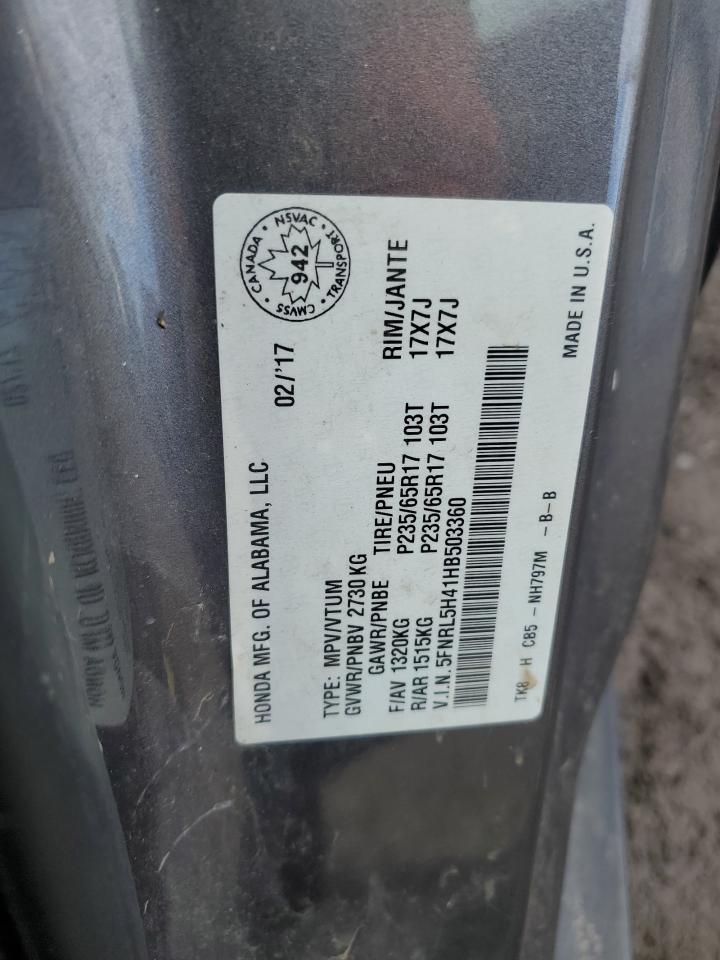 HONDA MFG. OF ALABAMA, LLC 02/'17
CANADA · NSVAC · TRANSPORT · CMVSS ·
942
TYPE: MPV/VTUM
GVWR/PNBV 2730KG
GAWR/PNBE TIRE/PNEU RIM/JANTE
F/AV 1320KG P235/65R17 103T 17X7J
R/AR 1515KG P235/65R17 103T 17X7J
V.I.N.:5FNRL5H41HB503360
TK8 H C85 -NH797M -B-B
MADE IN U.S.A.